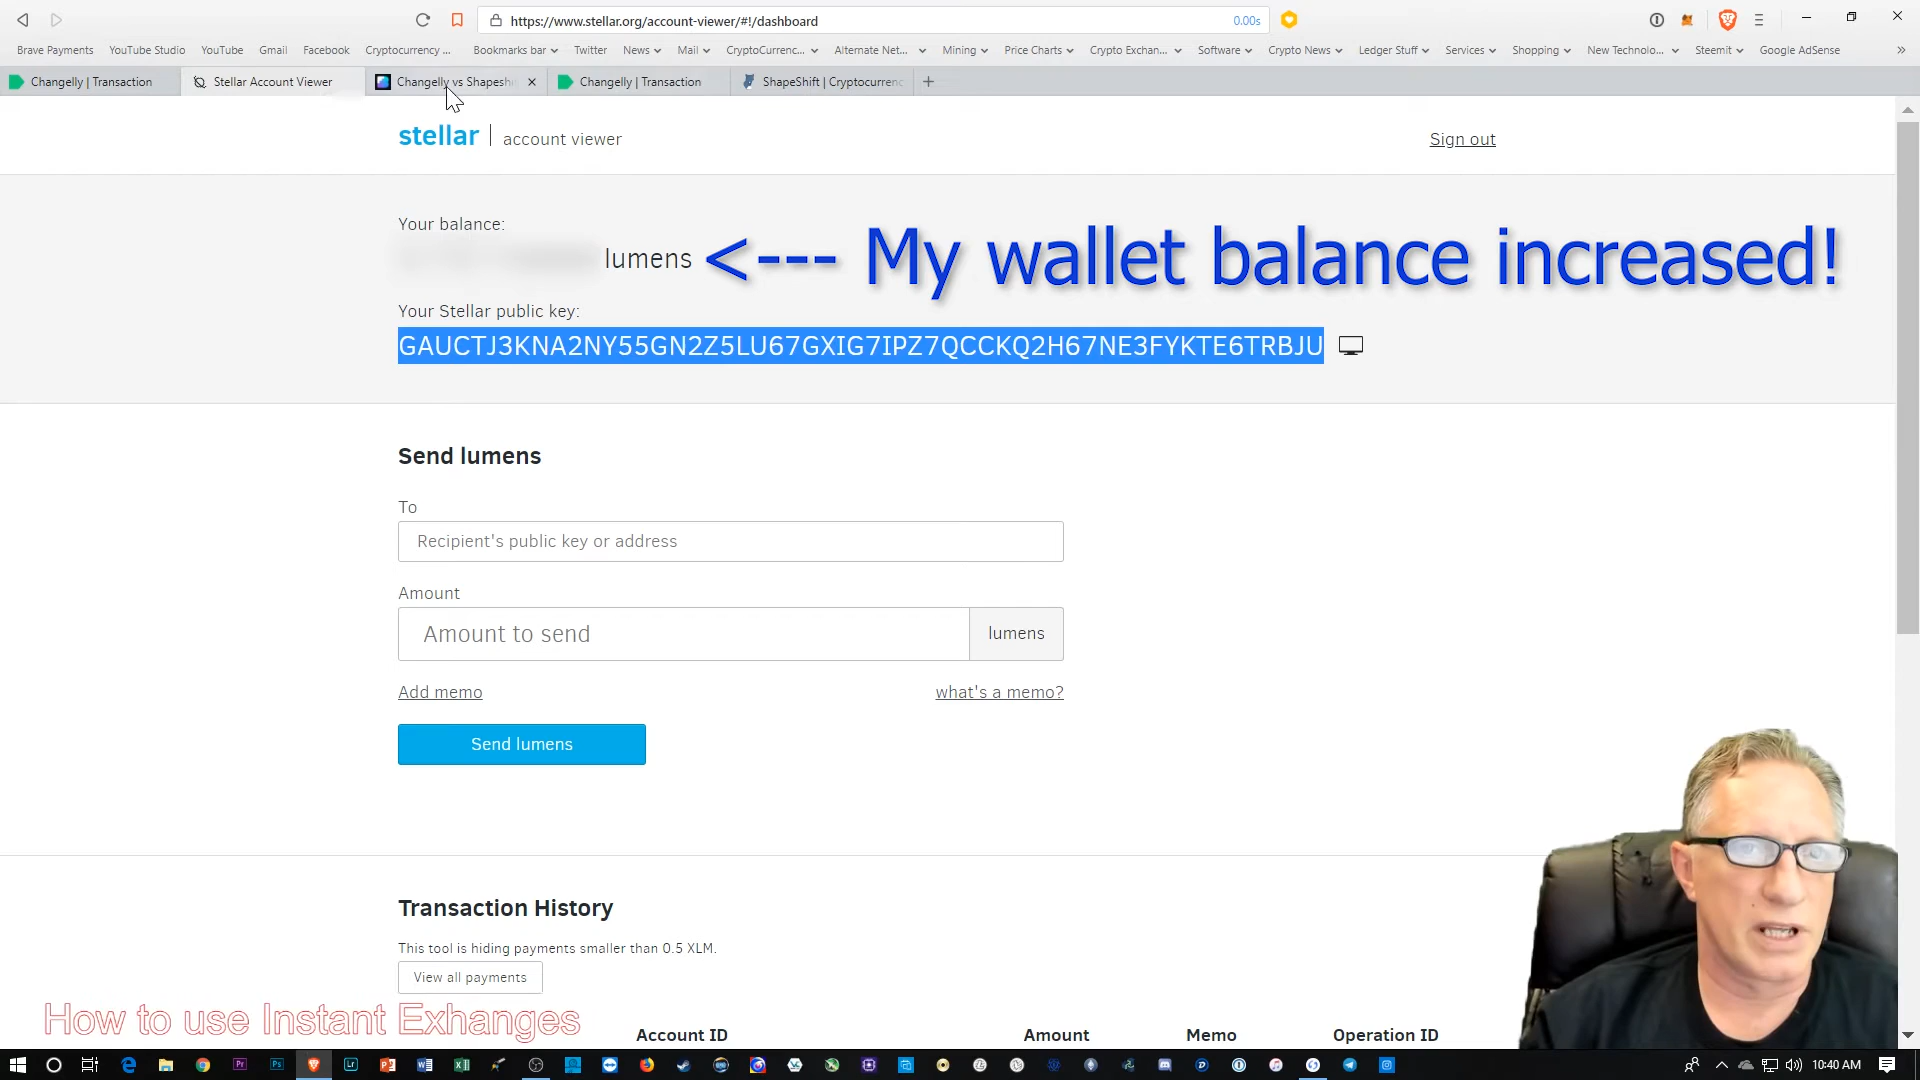 https://www.stellar.org/account-viewer/#!/dashboard
0.00s
Brave Payments YouTube Studio YouTube Gmail Facebook Cryptocurrency ... Bookmarks bar Twitter News Mail CryptoCurrenc... Alternate Net... Mining Price Charts Crypto Exchan... Software Crypto News Ledger Stuff Services Shopping New Technolo... Steemit Google AdSense
Changelly | Transaction Stellar Account Viewer Changelly vs Shapeshi Changelly | Transaction ShapeShift | Cryptocurrenc
stellar | account viewer
Sign out
Your balance:
lumens <--- My wallet balance increased!
Your Stellar public key:
GAUCTJ3KNA2NY55GN2Z5LU67GXIG7IPZ7QCCKQ2H67NE3FYKTE6TRBJU
Send lumens
To
Recipient's public key or address
Amount
Amount to send
lumens
Add memo
what's a memo?
Send lumens
Transaction History
This tool is hiding payments smaller than 0.5 XLM.
View all payments
How to use Instant Exhanges
Account ID Amount Memo Operation ID
10:40 AM